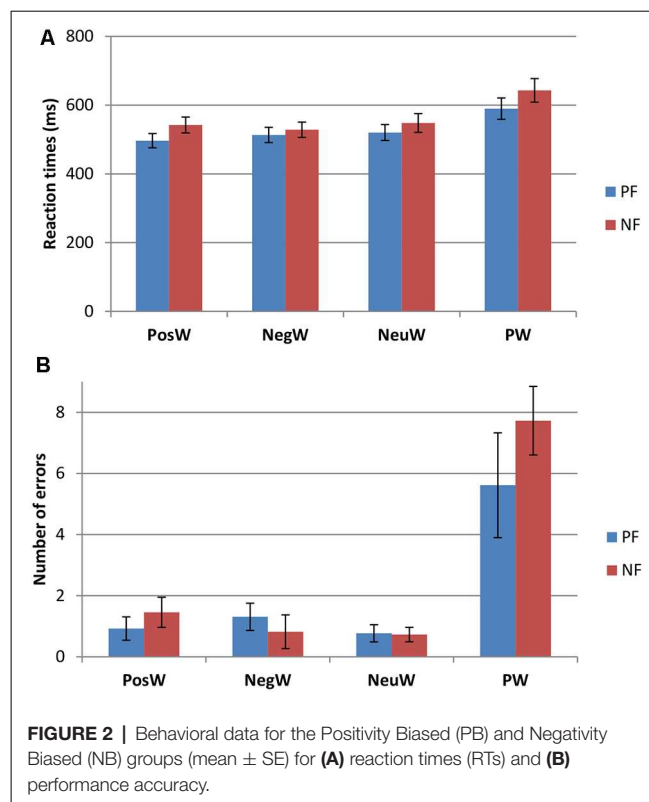 A
800
600
400
200
0
Reaction times (ms)
PosW NegW NeuW PW
PF
NF
B
8
6
4
2
0
Number of errors
PosW NegW NeuW PW
PF
NF
FIGURE 2 | Behavioral data for the Positivity Biased (PB) and Negativity
Biased (NB) groups (mean ± SE) for (A) reaction times (RTs) and (B)
performance accuracy.